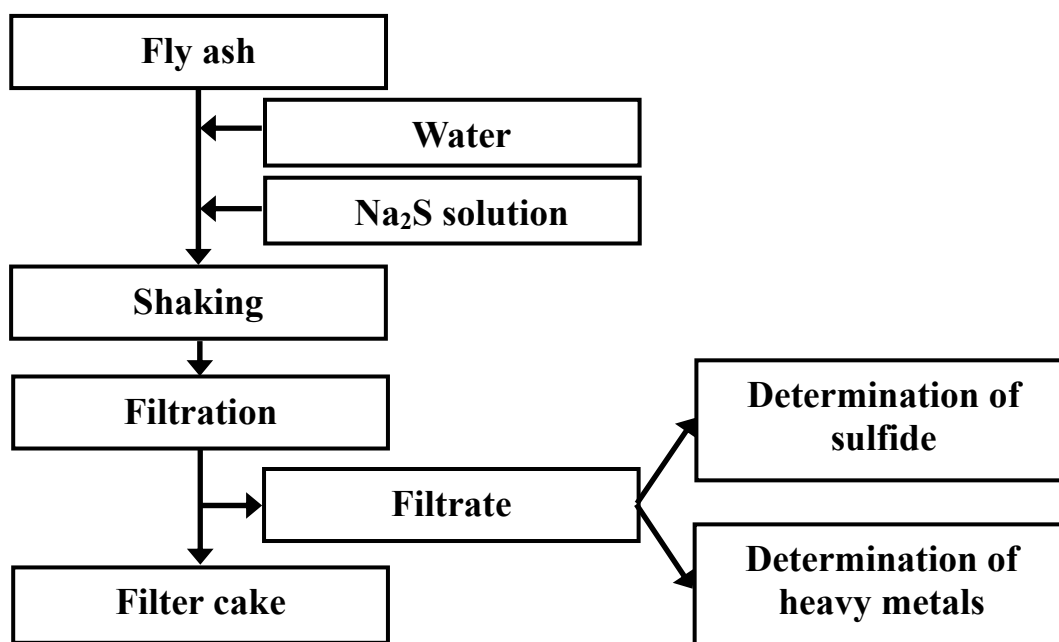 Fly ash
Water
Na₂S solution
Shaking
Filtration
Filtrate
Determination of
sulfide
Determination of
heavy metals
Filter cake